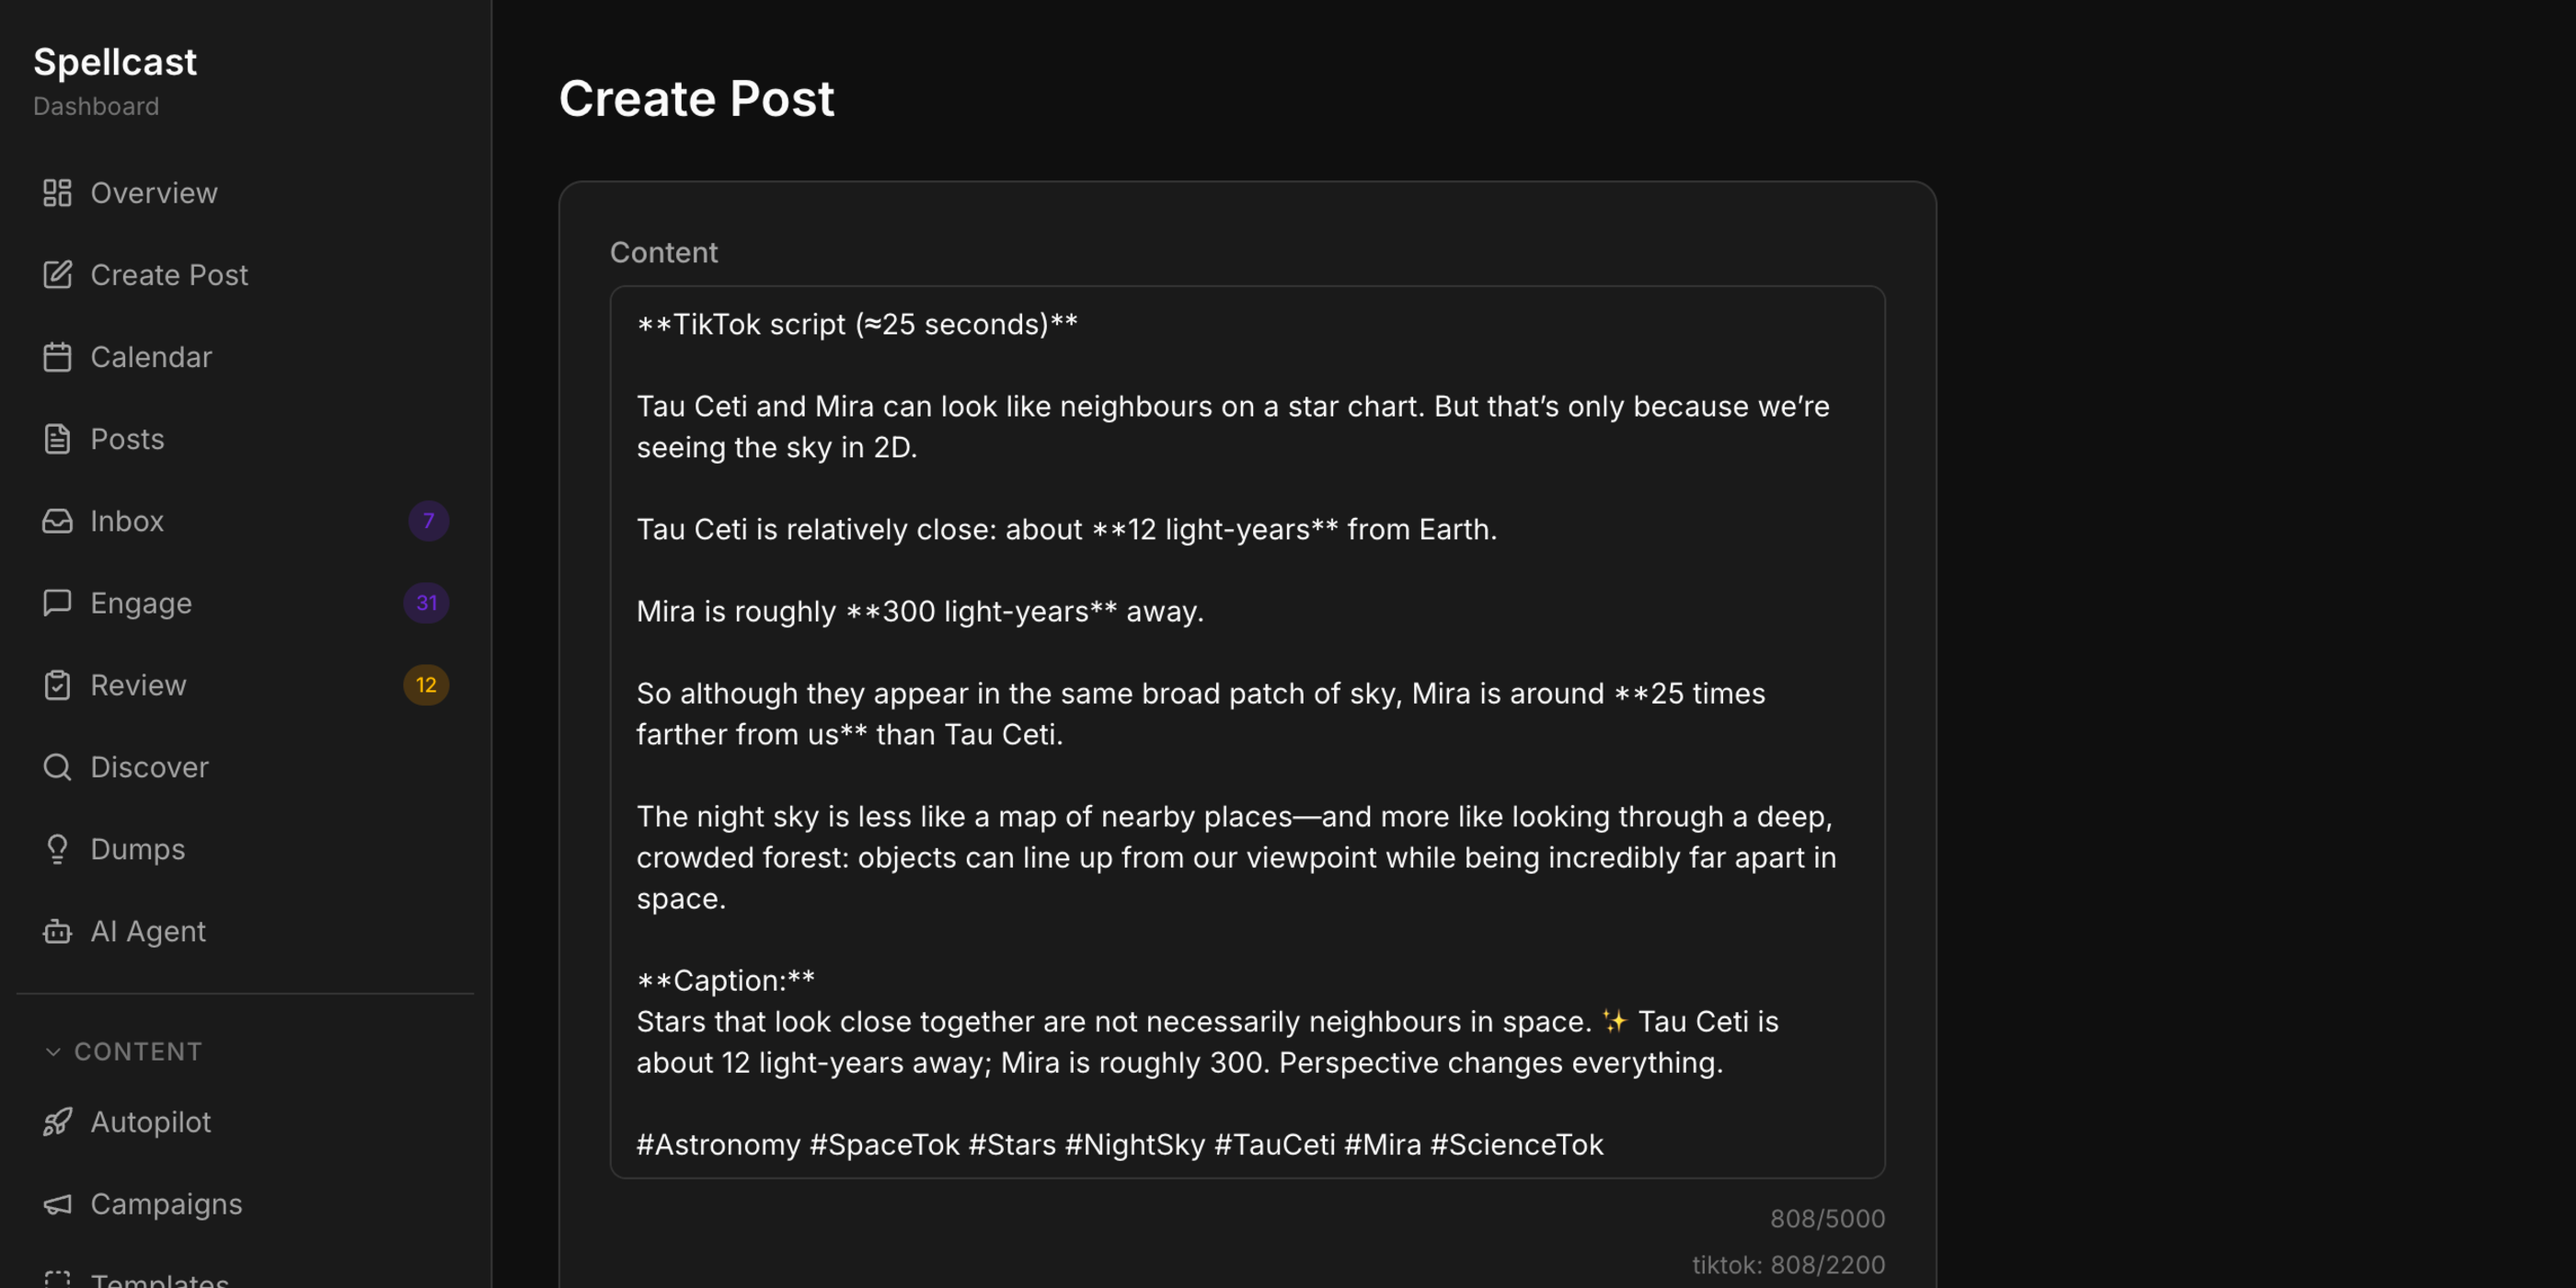 Spellcast
Dashboard
Overview
Create Post
Calendar
Posts
Inbox 7
Engage 31
Review 12
Discover
Dumps
AI Agent
CONTENT
Autopilot
Campaigns
Templates
Create Post
Content
**TikTok script (≈25 seconds)**
Tau Ceti and Mira can look like neighbours on a star chart. But that’s only because we’re
seeing the sky in 2D.
Tau Ceti is relatively close: about **12 light-years** from Earth.
Mira is roughly **300 light-years** away.
So although they appear in the same broad patch of sky, Mira is around **25 times
farther from us** than Tau Ceti.
The night sky is less like a map of nearby places—and more like looking through a deep,
crowded forest: objects can line up from our viewpoint while being incredibly far apart in
space.
**Caption:**
Stars that look close together are not necessarily neighbours in space. ✨ Tau Ceti is
about 12 light-years away; Mira is roughly 300. Perspective changes everything.
#Astronomy #SpaceTok #Stars #NightSky #TauCeti #Mira #ScienceTok
808/5000
tiktok: 808/2200